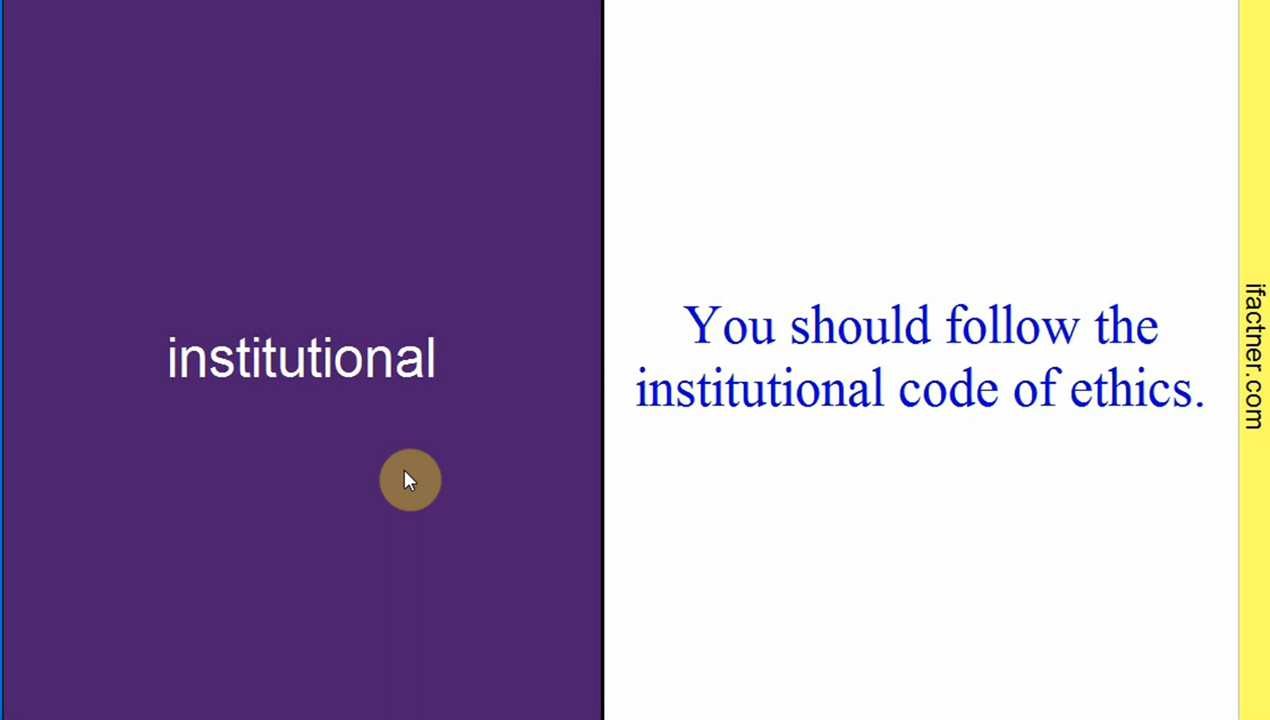 institutional
You should follow the
institutional code of ethics.
ifactner.com